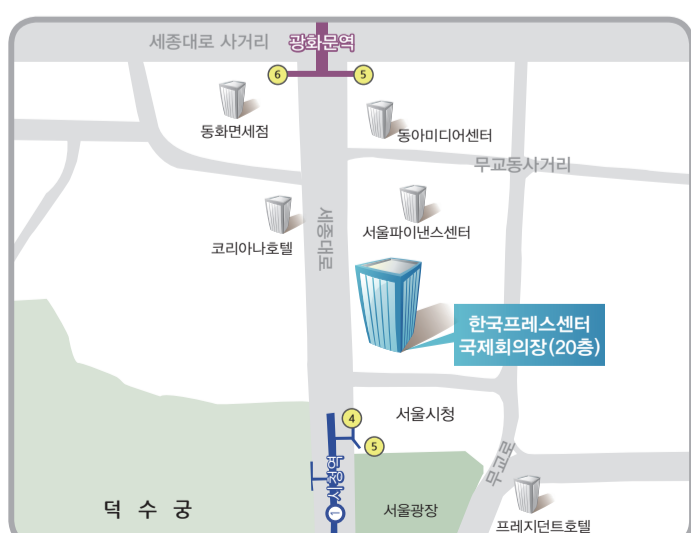 세종대로 사거리
광화문역
6
5
동화면세점
동아미디어센터
무교동사거리
세종대로
코리아나호텔
서울파이낸스센터
한국프레스센터
국제회의장(20층)
4
5
서울시청
시청역
1
무교로
덕수궁
서울광장
프레지던트호텔